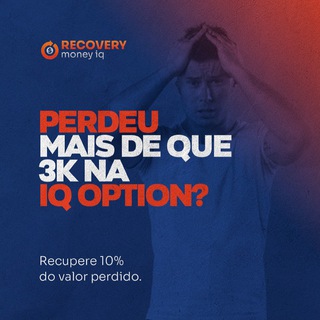 RECOVERY
money iq
PERDEU
MAIS DE QUE
3K NA
IQ OPTION?
Recupere 10%
do valor perdido.